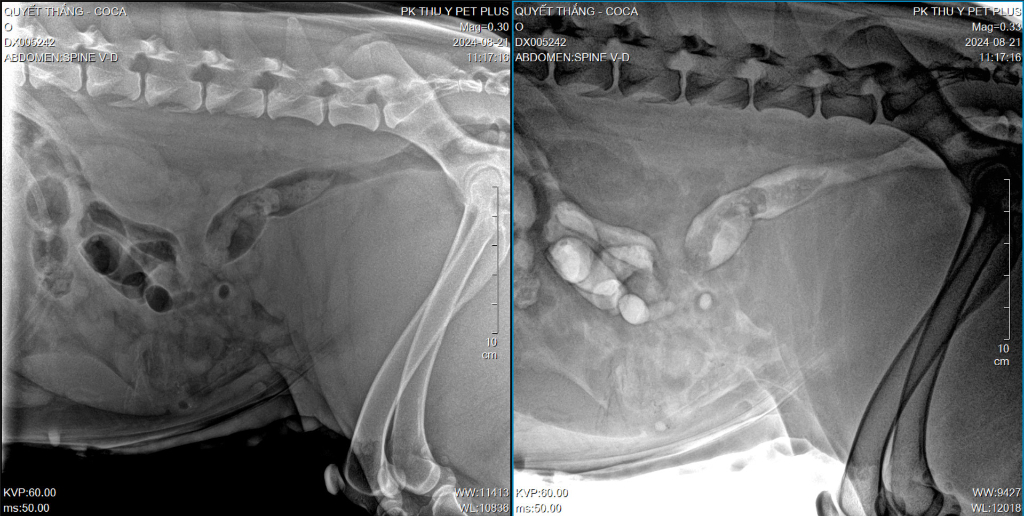 QUYẾT THẮNG - COCA
O
DX005242
ABDOMEN:SPINE V-D
PK THU Y PET PLUS
Mag=0.30
2024-08-21
11:17:16
10
cm
KVP:60.00
ms:50.00
WW:11413
WL:10836
QUYẾT THẮNG - COCA
O
DX005242
ABDOMEN:SPINE V-D
PK THU Y PET PLUS
Mag=0.33
2024-08-21
11:17:16
10
cm
KVP:60.00
ms:50.00
WW:9427
WL:12018